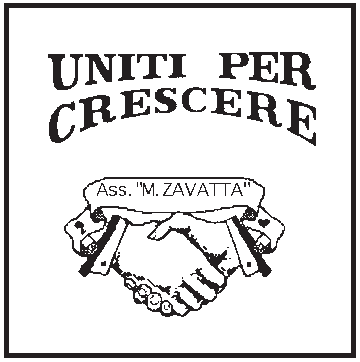 UNITI PER
CRESCERE
Ass. "M. ZAVATTA"